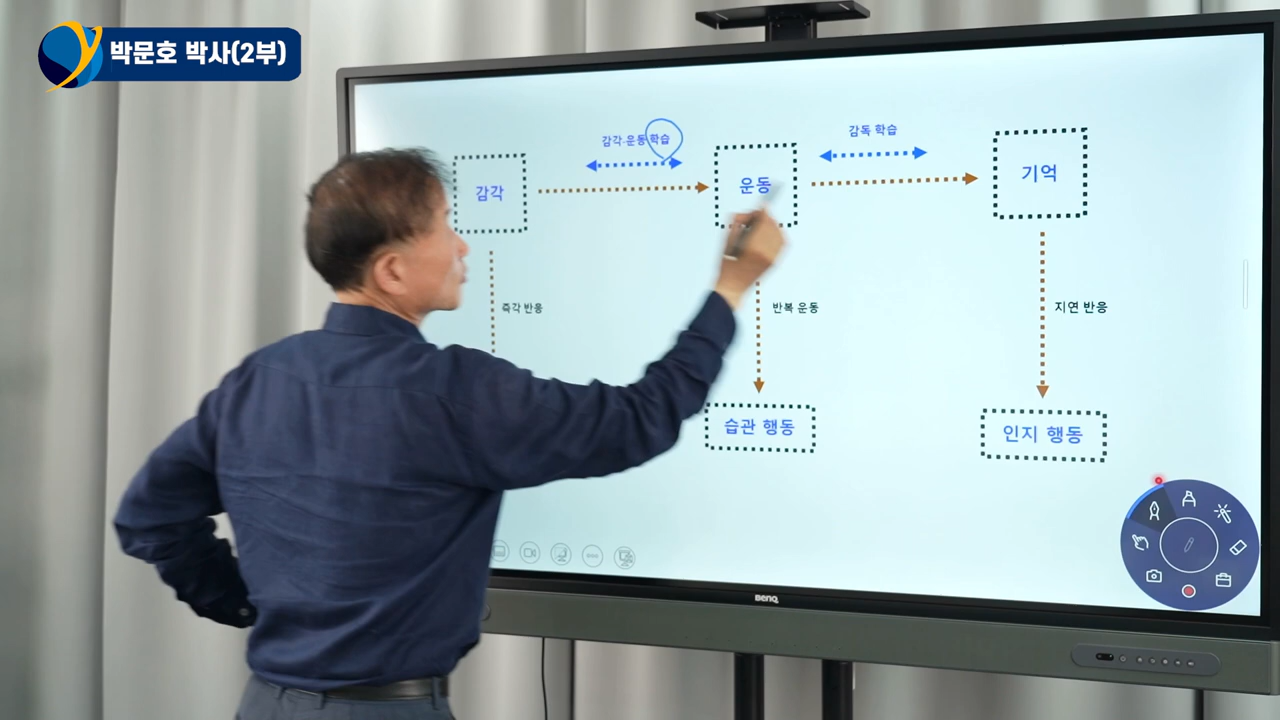 박문호 박사(2부)
감각·운동 학습
감독 학습
감각
운동
기억
즉각 반응
반복 운동
지연 반응
습관 행동
인지 행동
BenQ